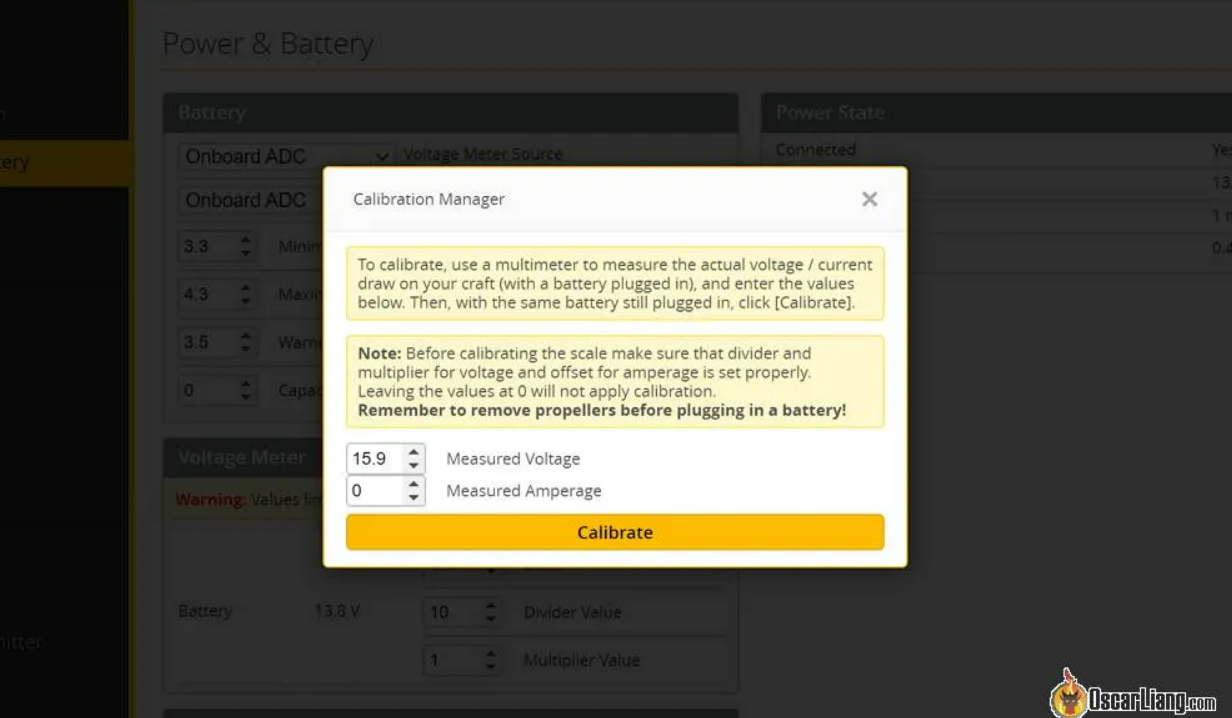 Power & Battery
Battery
Power State
Onboard ADC
Voltage Meter Source
Connected
Onboard ADC
3.3
4.3
3.5
0
Voltage Meter
Warning: Values
Calibration Manager
To calibrate, use a multimeter to measure the actual voltage / current
draw on your craft (with a battery plugged in), and enter the values
below. Then, with the same battery still plugged in, click [Calibrate].
Note: Before calibrating the scale make sure that divider and
multiplier for voltage and offset for amperage is set properly.
Leaving the values at 0 will not apply calibration.
Remember to remove propellers before plugging in a battery!
15.9 Measured Voltage
0 Measured Amperage
Calibrate
Battery 13.8 V 10 Divider Value
1 Multiplier Value
OscarLiang.com